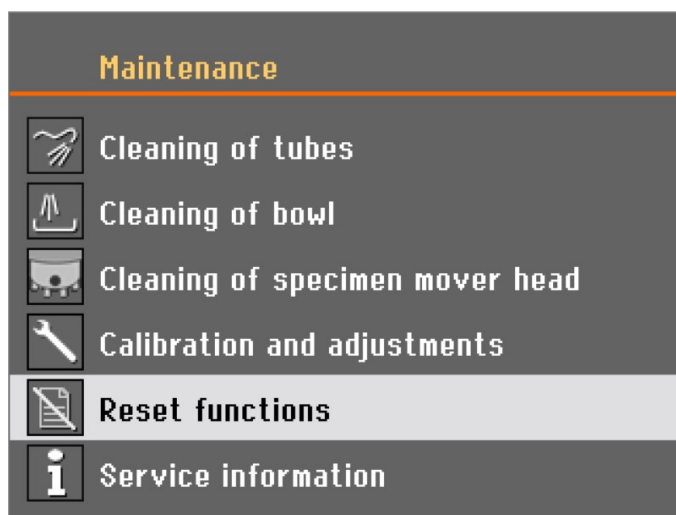 Maintenance
Cleaning of tubes
Cleaning of bowl
Cleaning of specimen mover head
Calibration and adjustments
Reset functions
Service information